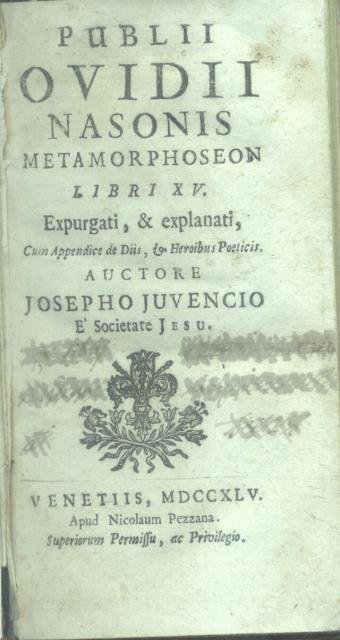 PUBLII
OVIDII
NASONIS
METAMORPHOSEON
LIBRI XV.
Expurgati, & explanati,
Cum Appendice de Diis, & Heroibus Poeticis.
AUCTORE
JOSEPHO JUVENCIO
E' Societate JESU.
VENETIIS, MDCCXLV.
Apud Nicolaum Pezzana.
Superiorum Permissu, ac Privilegio.